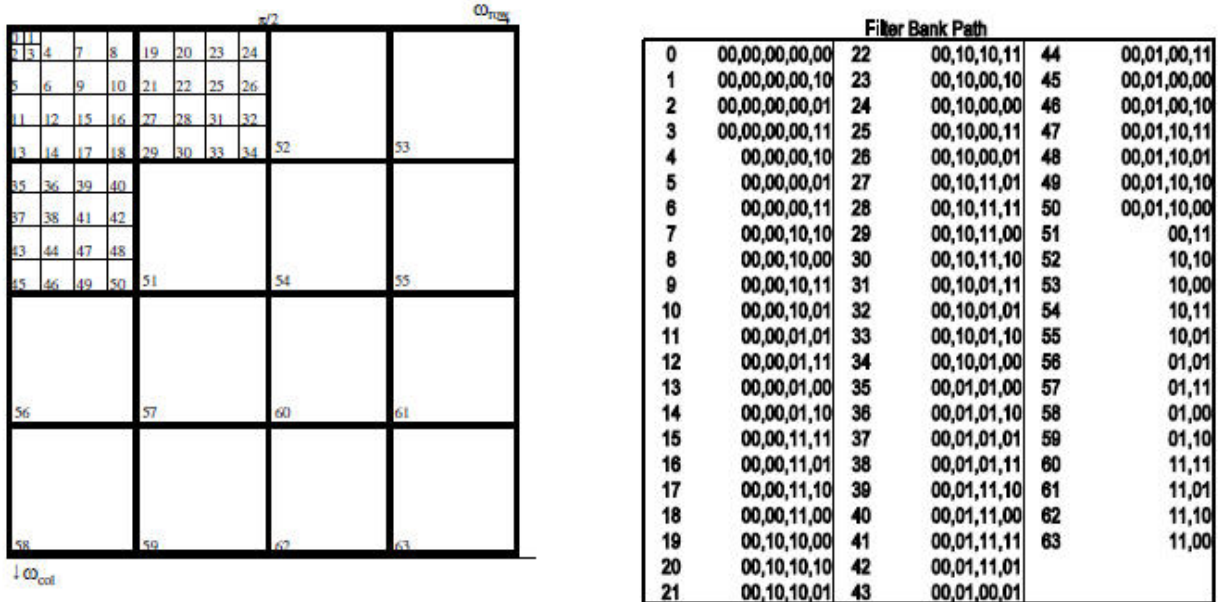 π/2 ω_row
0 1
2 3 4 7 8 19 20 23 24
5 6 9 10 21 22 25 26
11 12 15 16 27 28 31 32
13 14 17 18 29 30 33 34 52 53
35 36 39 40
37 38 41 42
43 44 47 48
45 46 49 50 51 54 55
56 57 60 61
58 59 62 63
↓ω_col
Filter Bank Path
0 00,00,00,00,00 22 00,10,10,11 44 00,01,00,11
1 00,00,00,00,10 23 00,10,00,10 45 00,01,00,00
2 00,00,00,00,01 24 00,10,00,00 46 00,01,00,10
3 00,00,00,00,11 25 00,10,00,11 47 00,01,10,11
4 00,00,00,10 26 00,10,00,01 48 00,01,10,01
5 00,00,00,01 27 00,10,11,01 49 00,01,10,10
6 00,00,00,11 28 00,10,11,11 50 00,01,10,00
7 00,00,10,10 29 00,10,11,00 51 00,11
8 00,00,10,00 30 00,10,11,10 52 10,10
9 00,00,10,11 31 00,10,01,11 53 10,00
10 00,00,10,01 32 00,10,01,01 54 10,11
11 00,00,01,01 33 00,10,01,10 55 10,01
12 00,00,01,11 34 00,10,01,00 56 01,01
13 00,00,01,00 35 00,01,01,00 57 01,11
14 00,00,01,10 36 00,01,01,10 58 01,00
15 00,00,11,11 37 00,01,01,01 59 01,10
16 00,00,11,01 38 00,01,01,11 60 11,11
17 00,00,11,10 39 00,01,11,10 61 11,01
18 00,00,11,00 40 00,01,11,00 62 11,10
19 00,10,10,00 41 00,01,11,11 63 11,00
20 00,10,10,10 42 00,01,11,01
21 00,10,10,01 43 00,01,00,01